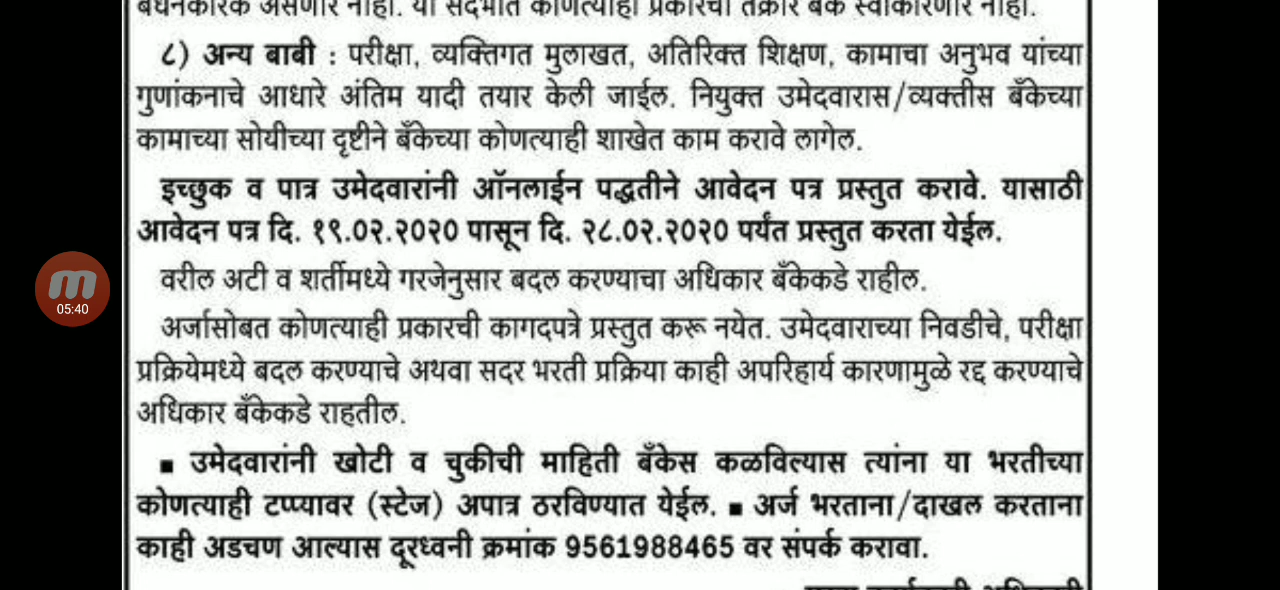 बंधनकारक असणार नाही. या संदर्भात कोणत्याही प्रकारची तक्रार बँक स्वीकारणार नाही.
८) अन्य बाबी : परीक्षा, व्यक्तिगत मुलाखत, अतिरिक्त शिक्षण, कामाचा अनुभव यांच्या
गुणांकनाचे आधारे अंतिम यादी तयार केली जाईल. नियुक्त उमेदवारास/व्यक्तीस बँकेच्या
कामाच्या सोयीच्या दृष्टीने बँकेच्या कोणत्याही शाखेत काम करावे लागेल.
इच्छुक व पात्र उमेदवारांनी ऑनलाईन पद्धतीने आवेदन पत्र प्रस्तुत करावे. यासाठी
आवेदन पत्र दि. १९.०२.२०२० पासून दि. २८.०२.२०२० पर्यंत प्रस्तुत करता येईल.
वरील अटी व शर्तीमध्ये गरजेनुसार बदल करण्याचा अधिकार बँकेकडे राहील.
अर्जासोबत कोणत्याही प्रकारची कागदपत्रे प्रस्तुत करू नयेत. उमेदवाराच्या निवडीचे, परीक्षा
प्रक्रियेमध्ये बदल करण्याचे अथवा सदर भरती प्रक्रिया काही अपरिहार्य कारणामुळे रद्द करण्याचे
अधिकार बँकेकडे राहतील.
▪ उमेदवारांनी खोटी व चुकीची माहिती बँकेस कळविल्यास त्यांना या भरतीच्या
कोणत्याही टप्प्यावर (स्टेज) अपात्र ठरविण्यात येईल. ▪ अर्ज भरताना/दाखल करताना
काही अडचण आल्यास दूरध्वनी क्रमांक 9561988465 वर संपर्क करावा.
05:40